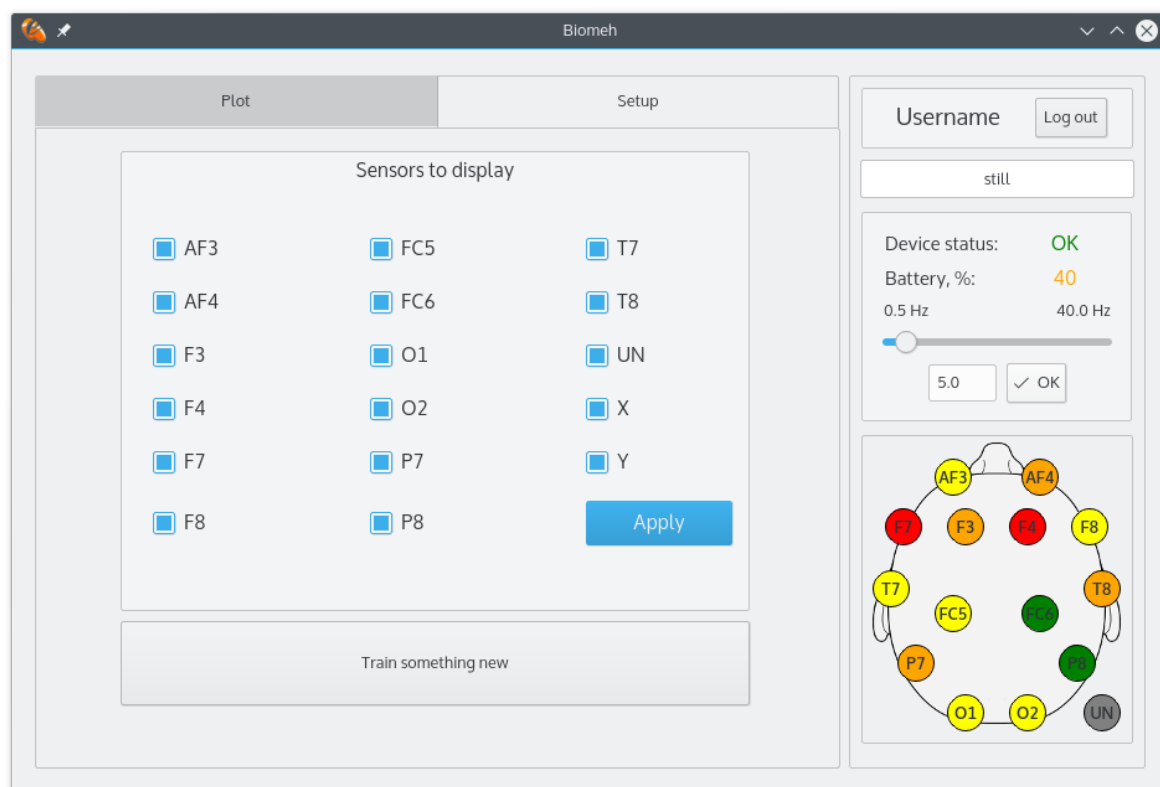 Biomeh
Plot
Setup
Sensors to display
AF3
FC5
T7
AF4
FC6
T8
F3
O1
UN
F4
O2
X
F7
P7
Y
F8
P8
Apply
Train something new
Username
Log out
still
Device status: OK
Battery, %: 40
0.5 Hz 40.0 Hz
5.0 OK
AF3 AF4
F7 F3 F4 F8
T7 T8
FC5 FC6
P7 P8
O1 O2 UN